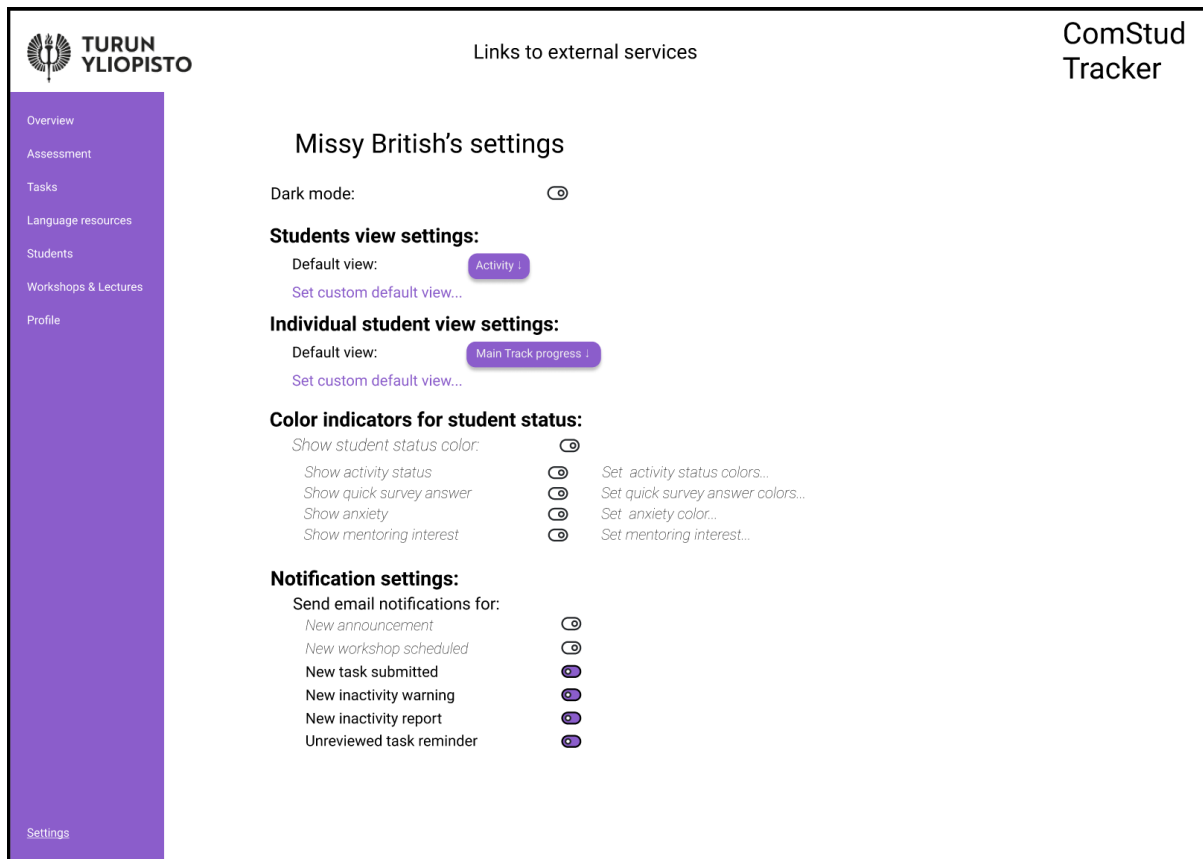 TURUN
YLIOPISTO
Links to external services
ComStud
Tracker
Overview
Assessment
Tasks
Language resources
Students
Workshops & Lectures
Profile
Settings
Missy British’s settings
Dark mode:
Students view settings:
Default view:
Activity ↓
Set custom default view...
Individual student view settings:
Default view:
Main Track progress ↓
Set custom default view...
Color indicators for student status:
Show student status color:
Show activity status
Set activity status colors...
Show quick survey answer
Set quick survey answer colors...
Show anxiety
Set anxiety color...
Show mentoring interest
Set mentoring interest...
Notification settings:
Send email notifications for:
New announcement
New workshop scheduled
New task submitted
New inactivity warning
New inactivity report
Unreviewed task reminder